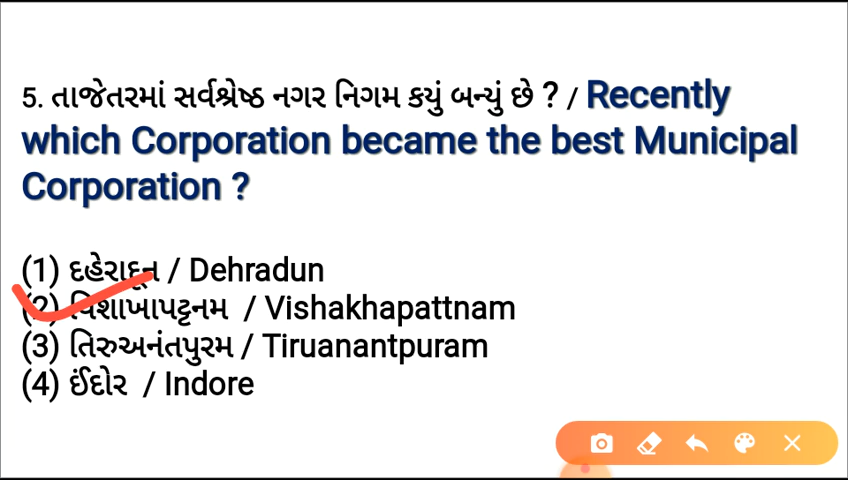 5. તાજેતરમાં સર્વશ્રેષ્ઠ નગર નિગમ કયું બન્યું છે ? / Recently
which Corporation became the best Municipal
Corporation ?
(1) દહેરાદૂન / Dehradun
(2) વિશાખાપટ્ટનમ / Vishakhapattnam
(3) તિરુઅનંતપુરમ / Tiruanantpuram
(4) ઈંદોર / Indore